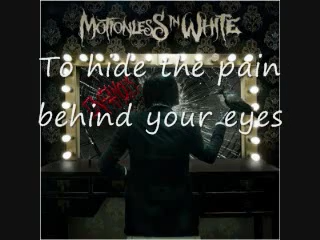 MOTIONLESS IN WHITE
To hide the pain
behind your eyes